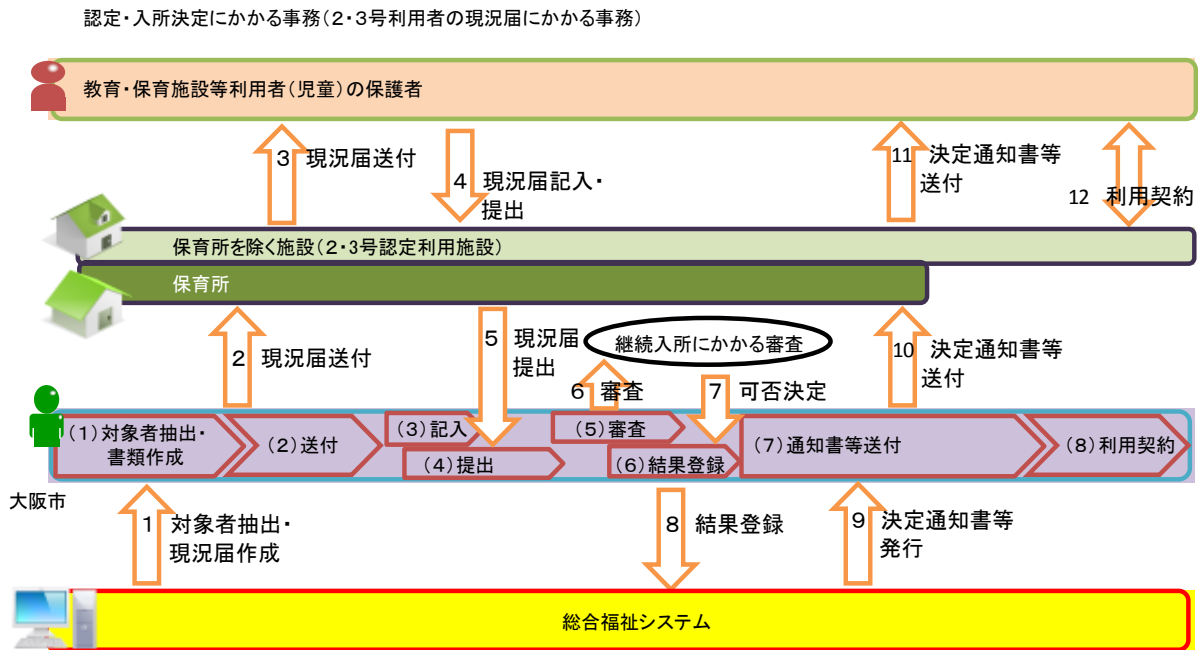 認定・入所決定にかかる事務(2・3号利用者の現況届にかかる事務)
教育・保育施設等利用者(児童)の保護者
3 現況届送付
4 現況届記入・
提出
11 決定通知書等
送付
12 利用契約
保育所を除く施設(2・3号認定利用施設)
保育所
2 現況届送付
5 現況届
提出
継続入所にかかる審査
6 審査
7 可否決定
10 決定通知書等
送付
(1)対象者抽出・
書類作成
(2)送付
(3)記入
(4)提出
(5)審査
(6)結果登録
(7)通知書等送付
(8)利用契約
大阪市
1 対象者抽出・
現況届作成
8 結果登録
9 決定通知書等
発行
総合福祉システム